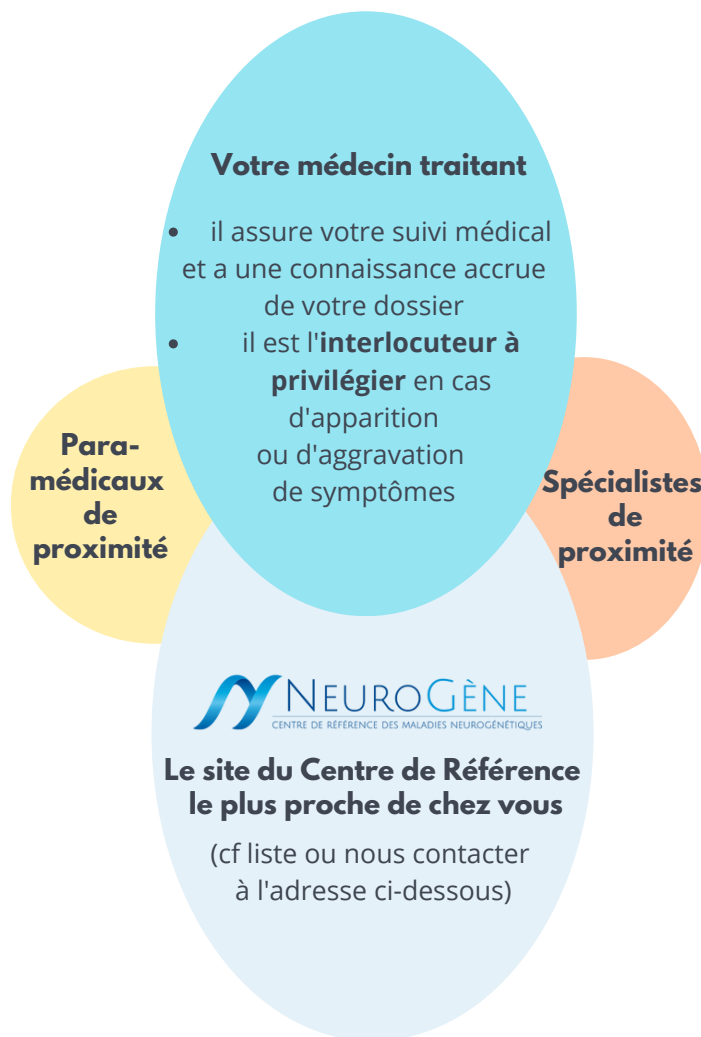 Votre médecin traitant
• il assure votre suivi médical
et a une connaissance accrue
de votre dossier
• il est l'interlocuteur à
privilégier en cas
d'apparition
ou d'aggravation
de symptômes
Para-
médicaux
de
proximité
Spécialistes
de
proximité
NEUROGÈNE
CENTRE DE RÉFÉRENCE DES MALADIES NEUROGÉNÉTIQUES
Le site du Centre de Référence
le plus proche de chez vous
(cf liste ou nous contacter
à l'adresse ci-dessous)